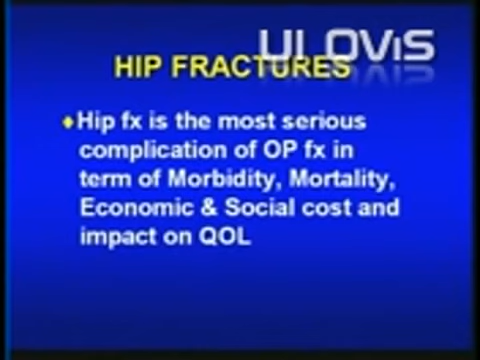 ULOViS
HIP FRACTURES
Hip fx is the most serious
complication of OP fx in
term of Morbidity, Mortality,
Economic & Social cost and
impact on QOL